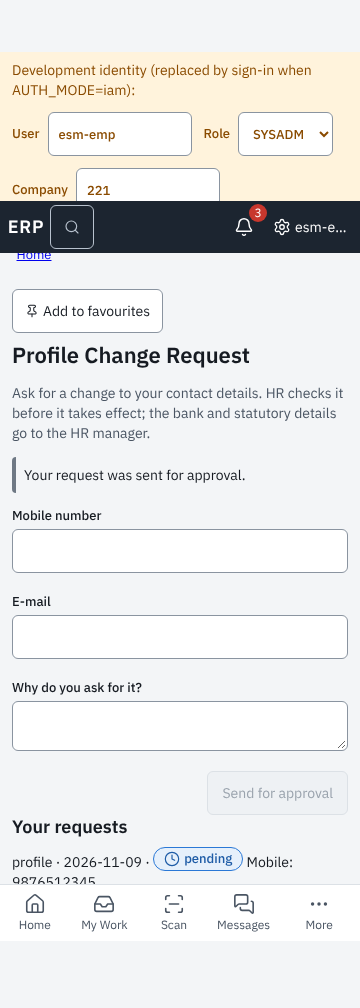 Development identity (replaced by sign-in when
AUTH_MODE=iam):
User esm-emp Role SYSADM
Company 221
ERP 3 esm-e...
Home
Add to favourites
Profile Change Request
Ask for a change to your contact details. HR checks it
before it takes effect; the bank and statutory details
go to the HR manager.
Your request was sent for approval.
Mobile number
E-mail
Why do you ask for it?
Send for approval
Your requests
profile · 2026-11-09 · pending Mobile:
9876512345
Home My Work Scan Messages More